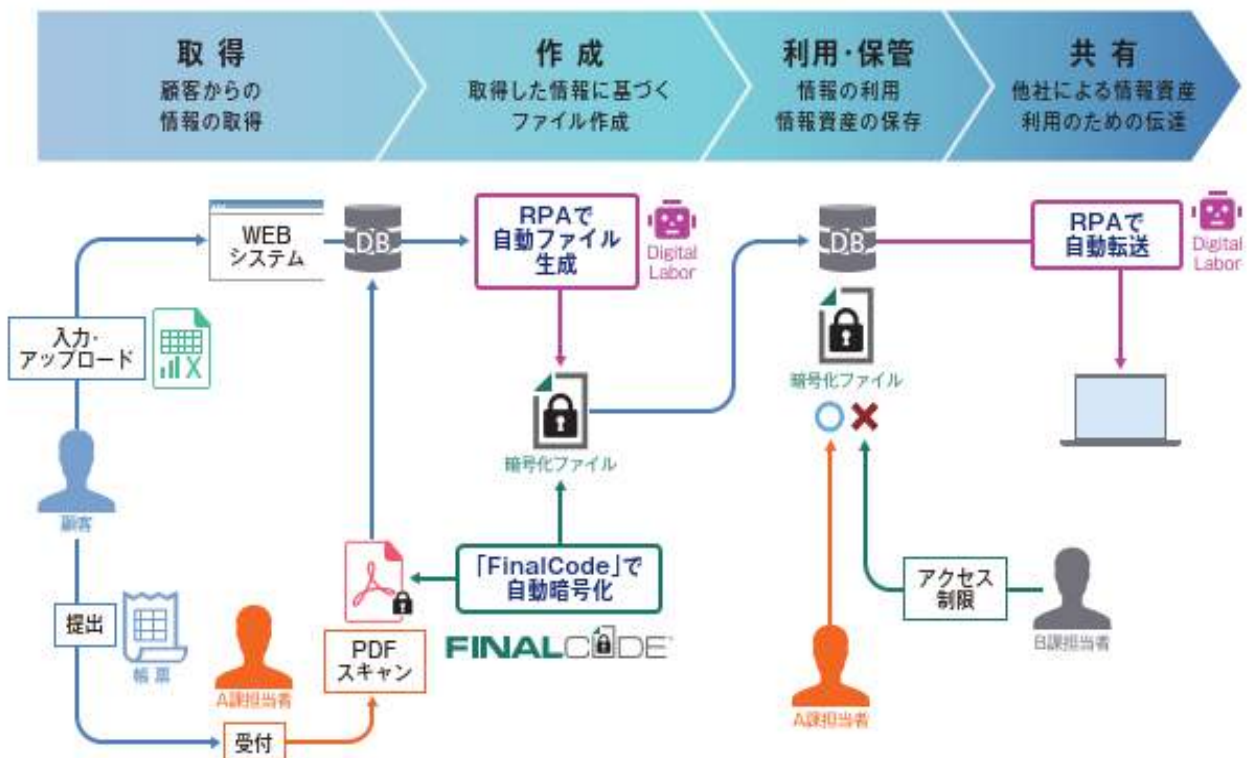 取得
顧客からの
情報の取得
作成
取得した情報に基づく
ファイル作成
利用・保管
情報の利用
情報資産の保存
共有
他社による情報資産
利用のための伝達
WEB
システム
DB
RPAで
自動ファイル
生成
Digital
Labor
DB
RPAで
自動転送
Digital
Labor
入力・
アップロード
X
暗号化ファイル
暗号化ファイル
顧客
「FinalCode」で
自動暗号化
アクセス
制限
提出
帳票
A課担当者
PDF
スキャン
FINALCODE
B課担当者
A課担当者
受付